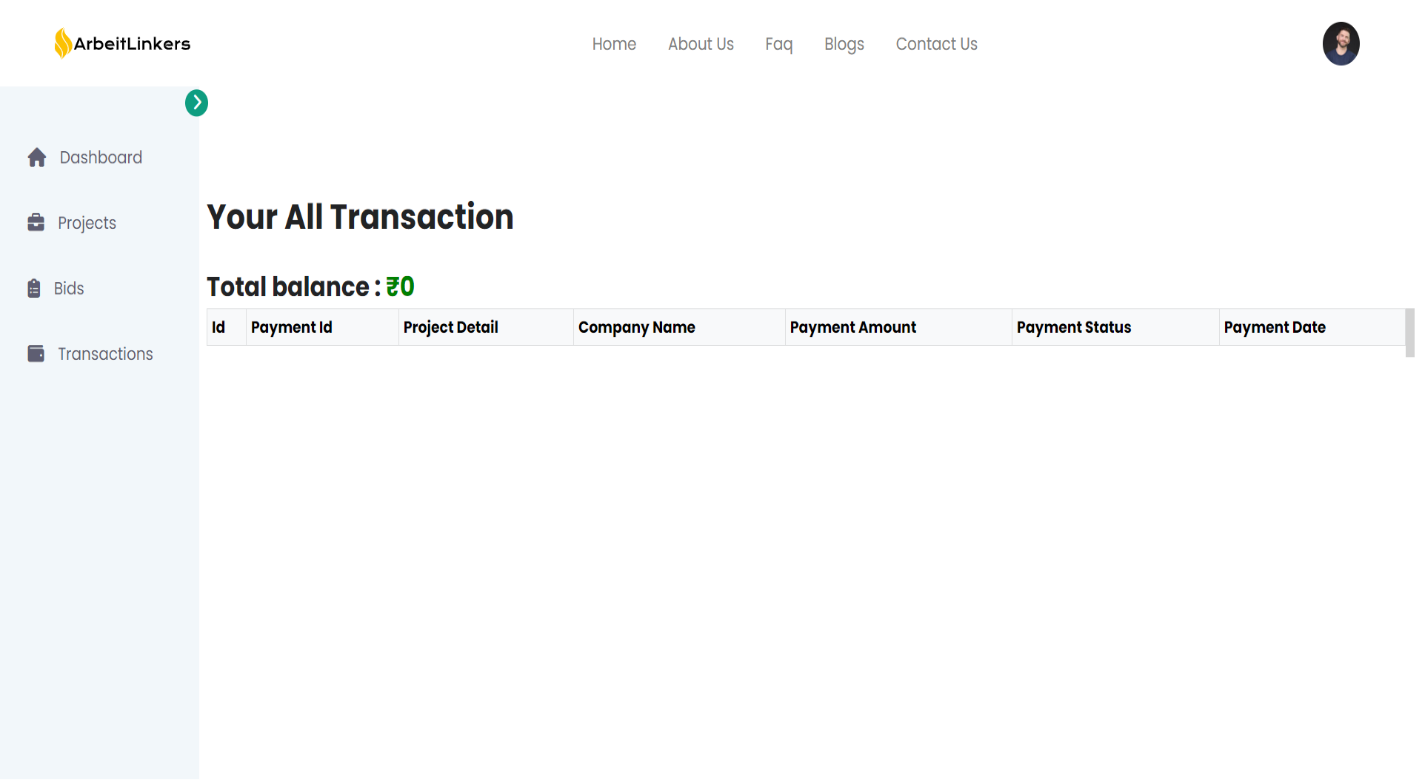 ArbeitLinkers
Home About Us Faq Blogs Contact Us
Dashboard
Projects
Bids
Transactions
Your All Transaction
Total balance : ₹0
Id Payment Id Project Detail Company Name Payment Amount Payment Status Payment Date